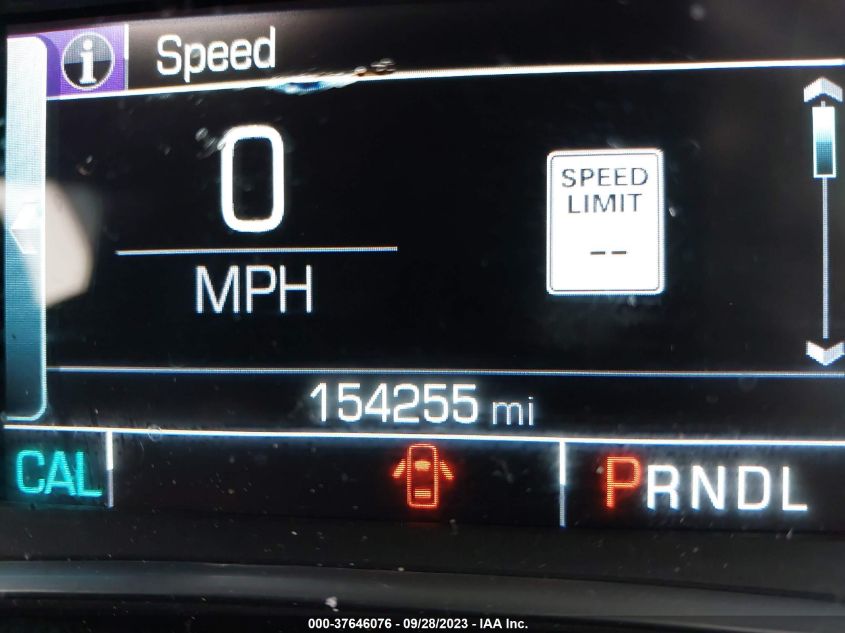 i Speed
0
MPH
SPEED
LIMIT
--
154255 mi
CAL PRNDL
000-37646076 - 09/28/2023 - IAA Inc.